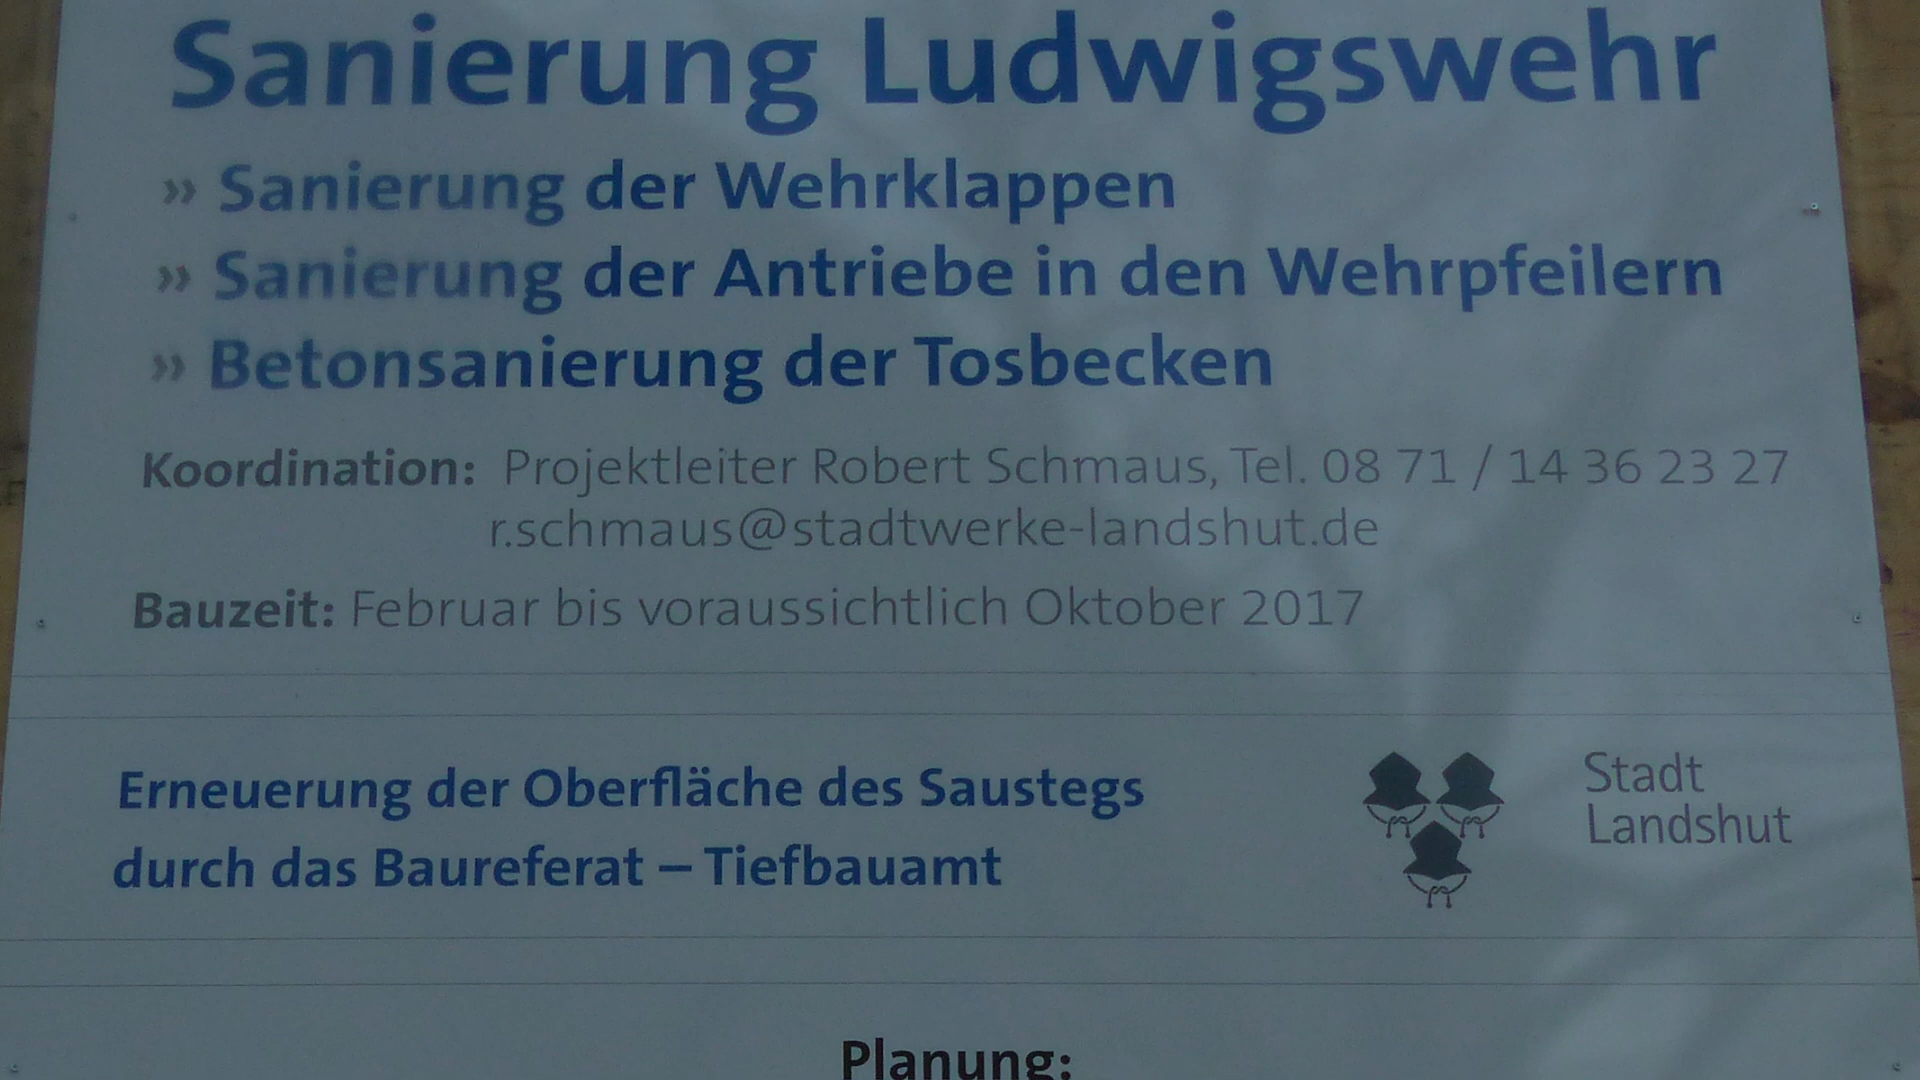 Sanierung Ludwigswehr
» Sanierung der Wehrklappen
» Sanierung der Antriebe in den Wehrpfeilern
» Betonsanierung der Tosbecken
Koordination: Projektleiter Robert Schmaus, Tel. 08 71 / 14 36 23 27
r.schmaus@stadtwerke-landshut.de
Bauzeit: Februar bis voraussichtlich Oktober 2017
Erneuerung der Oberfläche des Saustegs
durch das Baureferat – Tiefbauamt
Stadt
Landshut
Planung: